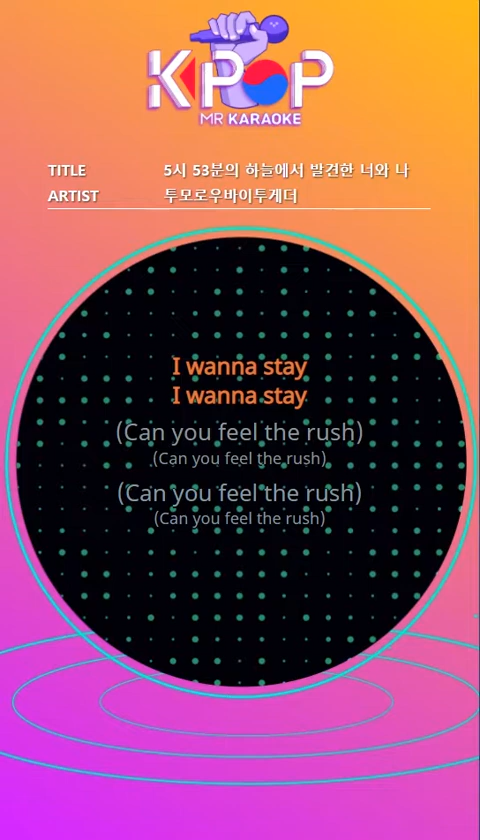 KPOP
MR KARAOKE
TITLE 5시 53분의 하늘에서 발견한 너와 나
ARTIST 투모로우바이투게더
I wanna stay
I wanna stay
(Can you feel the rush)
(Can you feel the rush)
(Can you feel the rush)
(Can you feel the rush)